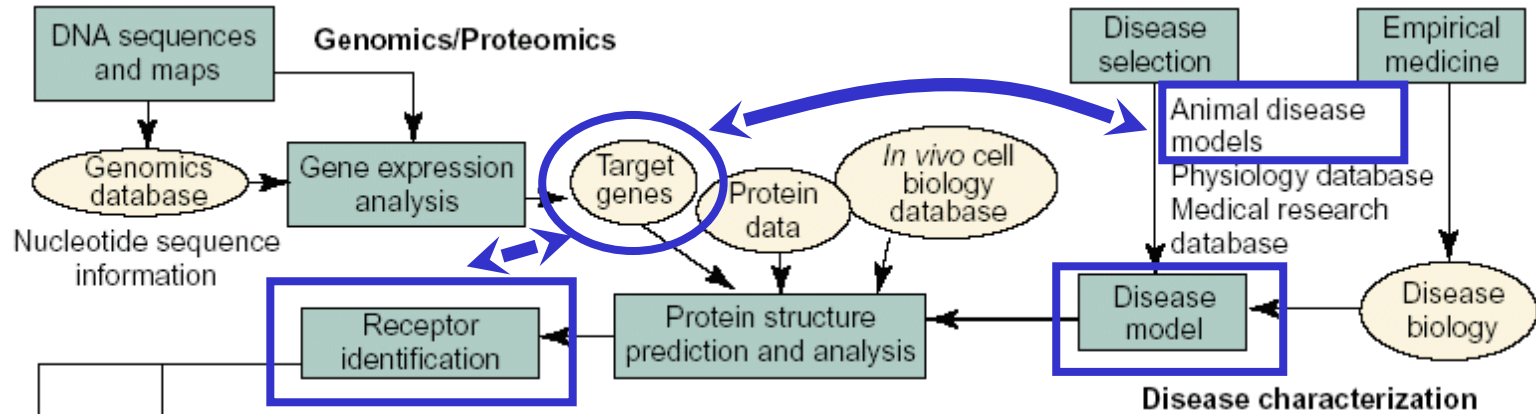 DNA sequences
and maps
Genomics/Proteomics
Disease
selection
Empirical
medicine
Animal disease
models
Physiology database
Medical research
database
Genomics
database
Gene expression
analysis
Target
genes
Protein
data
In vivo cell
biology
database
Nucleotide sequence
information
Receptor
identification
Protein structure
prediction and analysis
Disease
model
Disease
biology
Disease characterization